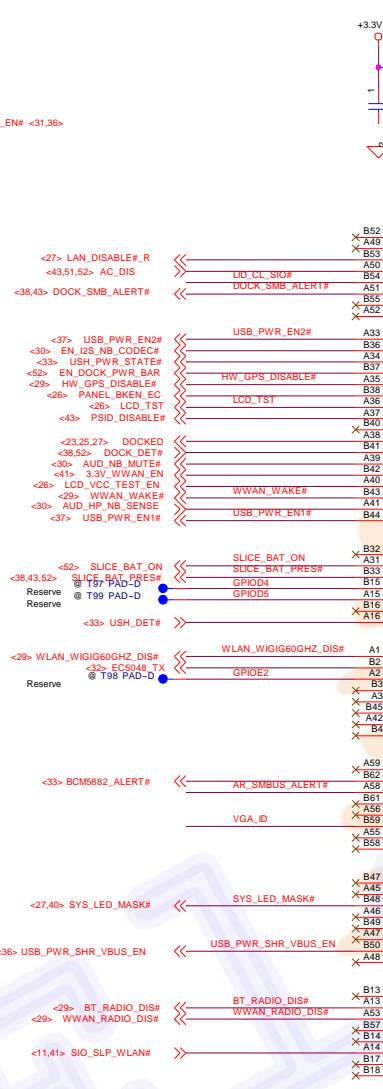 +3.3V
1
_EN# <31,36>
B52
A49
<27> LAN_DISABLE#_R B53
<43,51,52> AC_DIS A50
LID_CL_SIO# B54
<38,43> DOCK_SMB_ALERT# DOCK_SMB_ALERT# A51
B55
A52
<37> USB_PWR_EN2# USB_PWR_EN2# A33
<30> EN_I2S_NB_CODEC# B36
<33> USH_PWR_STATE# A34
<52> EN_DOCK_PWR_BAR B37
<29> HW_GPS_DISABLE# HW_GPS_DISABLE# A35
<26> PANEL_BKEN_EC B38
<26> LCD_TST LCD_TST A36
<43> PSID_DISABLE# A37
B40
<23,25,27> DOCKED A38
<38,52> DOCK_DET# B41
<30> AUD_NB_MUTE# A39
<41> 3.3V_WWAN_EN B42
<26> LCD_VCC_TEST_EN A40
<29> WWAN_WAKE# WWAN_WAKE# B43
<30> AUD_HP_NB_SENSE A41
<37> USB_PWR_EN1# USB_PWR_EN1# B44
B32
<52> SLICE_BAT_ON SLICE_BAT_ON A31
<38,43,52> SLICE_BAT_PRES# SLICE_BAT_PRES# B33
Reserve @ T97 PAD-D GPIOD4 B15
Reserve @ T99 PAD-D GPIOD5 A15
B16
<33> USH_DET# A16
<29> WLAN_WIGIG60GHZ_DIS# WLAN_WIGIG60GHZ_DIS# A1
<32> EC5048_TX B2
Reserve @ T98 PAD-D GPIOE2 A2
B3
A3
B45
A42
B4
A59
<33> BCM5882_ALERT# B62
AR_SMBUS_ALERT# A58
B61
A56
VGA_ID B59
A55
B58
B47
A45
<27,40> SYS_LED_MASK# SYS_LED_MASK# B48
A46
B49
A47
36> USB_PWR_SHR_VBUS_EN USB_PWR_SHR_VBUS_EN B50
A48
B13
<29> BT_RADIO_DIS# BT_RADIO_DIS# A13
<29> WWAN_RADIO_DIS# WWAN_RADIO_DIS# A53
B57
B14
<11,41> SIO_SLP_WLAN# A14
B17
B18